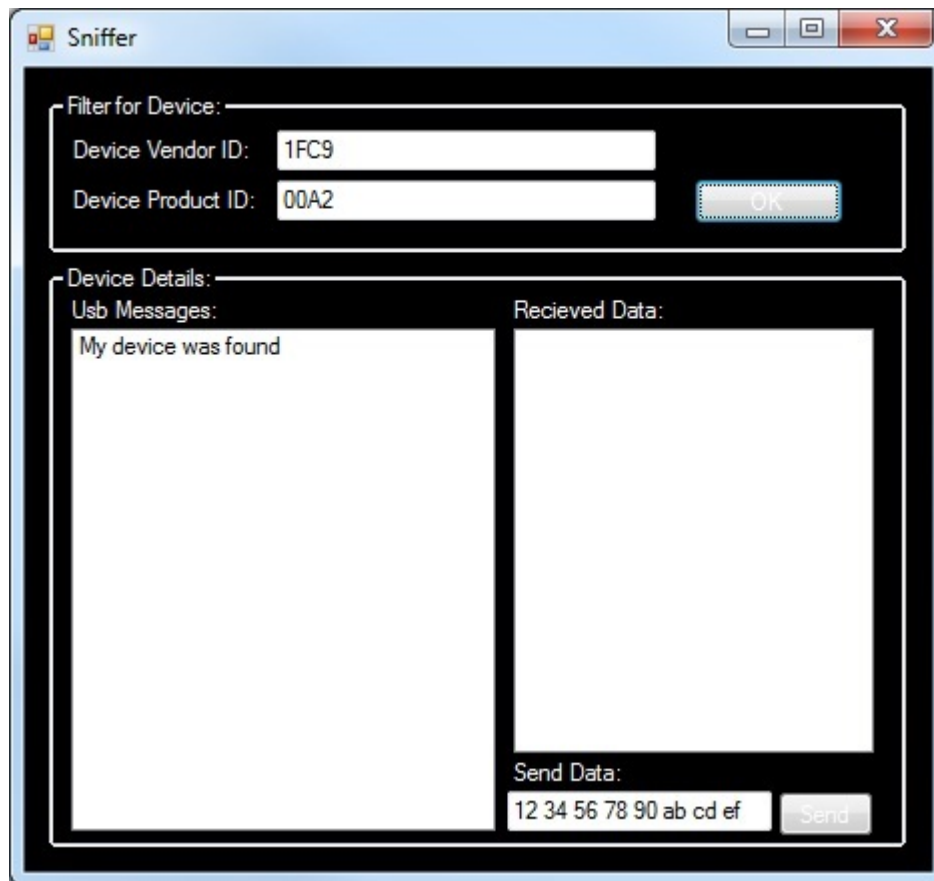 Sniffer
Filter for Device:
Device Vendor ID: 1FC9
Device Product ID: 00A2
OK
Device Details:
Usb Messages:
My device was found
Recieved Data:
Send Data:
12 34 56 78 90 ab cd ef
Send